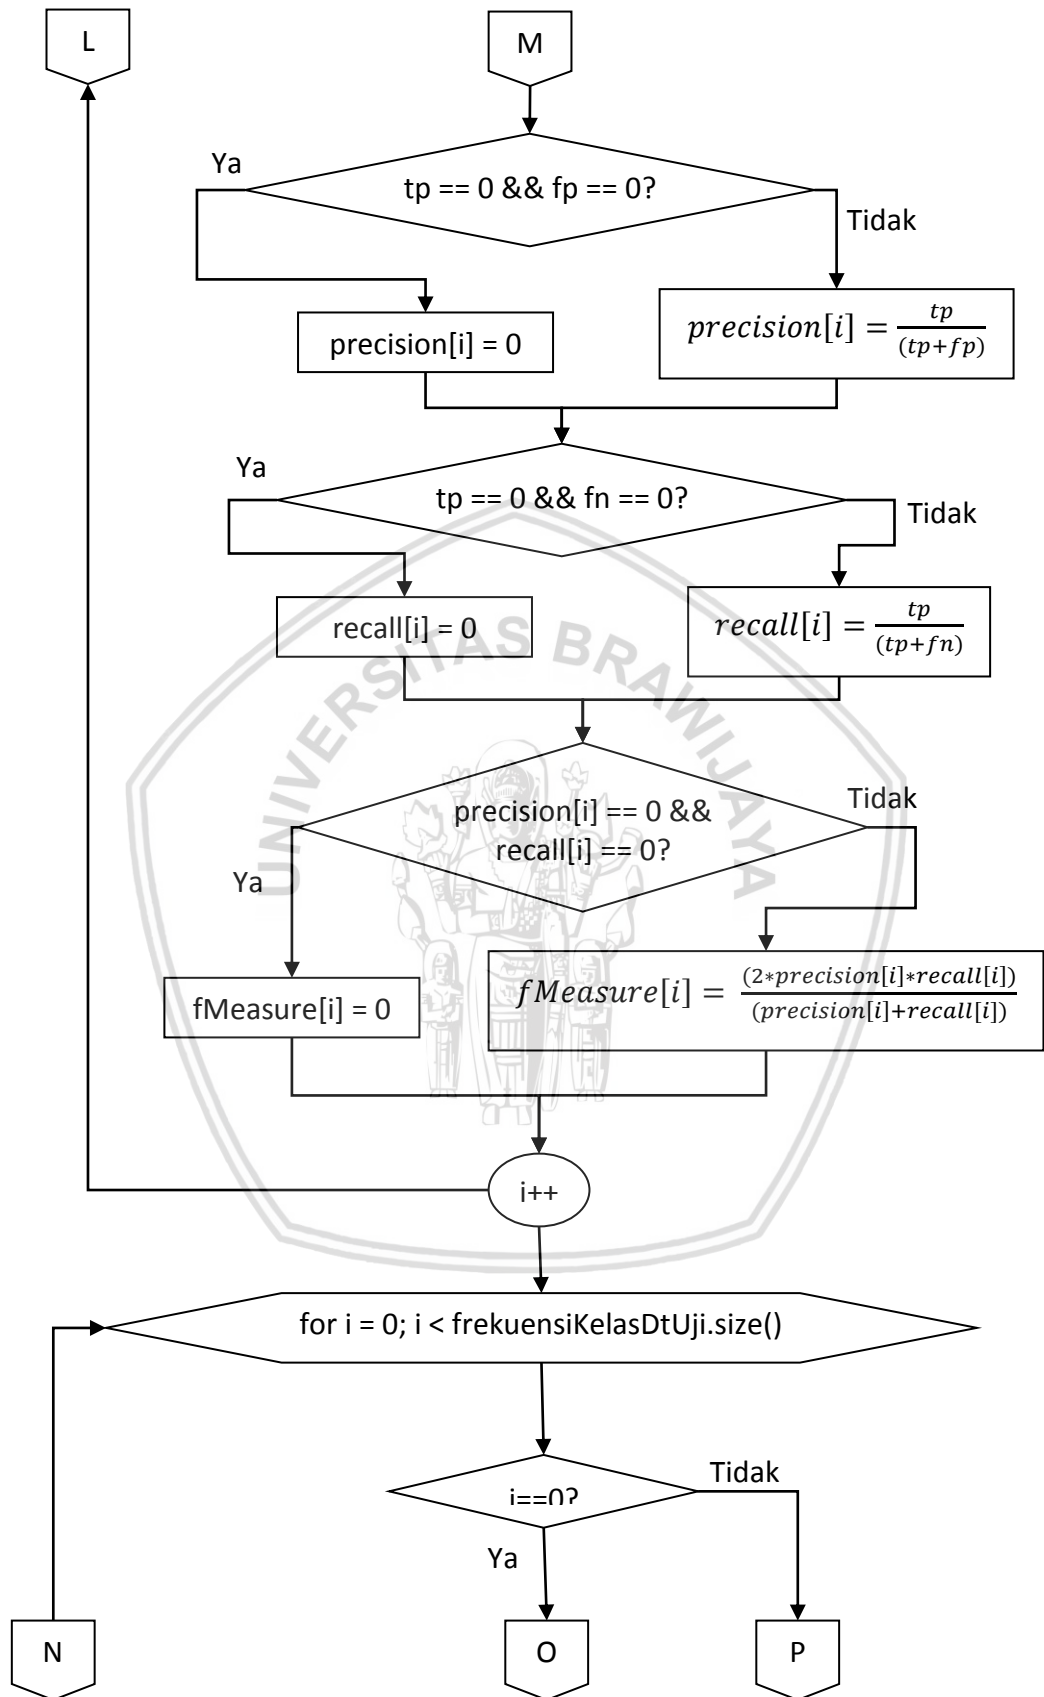 L
M
Ya
tp == 0 && fp == 0?
Tidak
precision[i] = 0
precision[i] = tp/(tp+fp)
Ya
tp == 0 && fn == 0?
Tidak
recall[i] = 0
recall[i] = tp/(tp+fn)
UNIVERSITAS BRAWIJAYA
precision[i] == 0 &&
recall[i] == 0?
Tidak
Ya
fMeasure[i] = 0
fMeasure[i] = (2*precision[i]*recall[i])/(precision[i]+recall[i])
i++
for i = 0; i < frekuensiKelasDtUji.size()
i==0?
Tidak
Ya
N
O
P